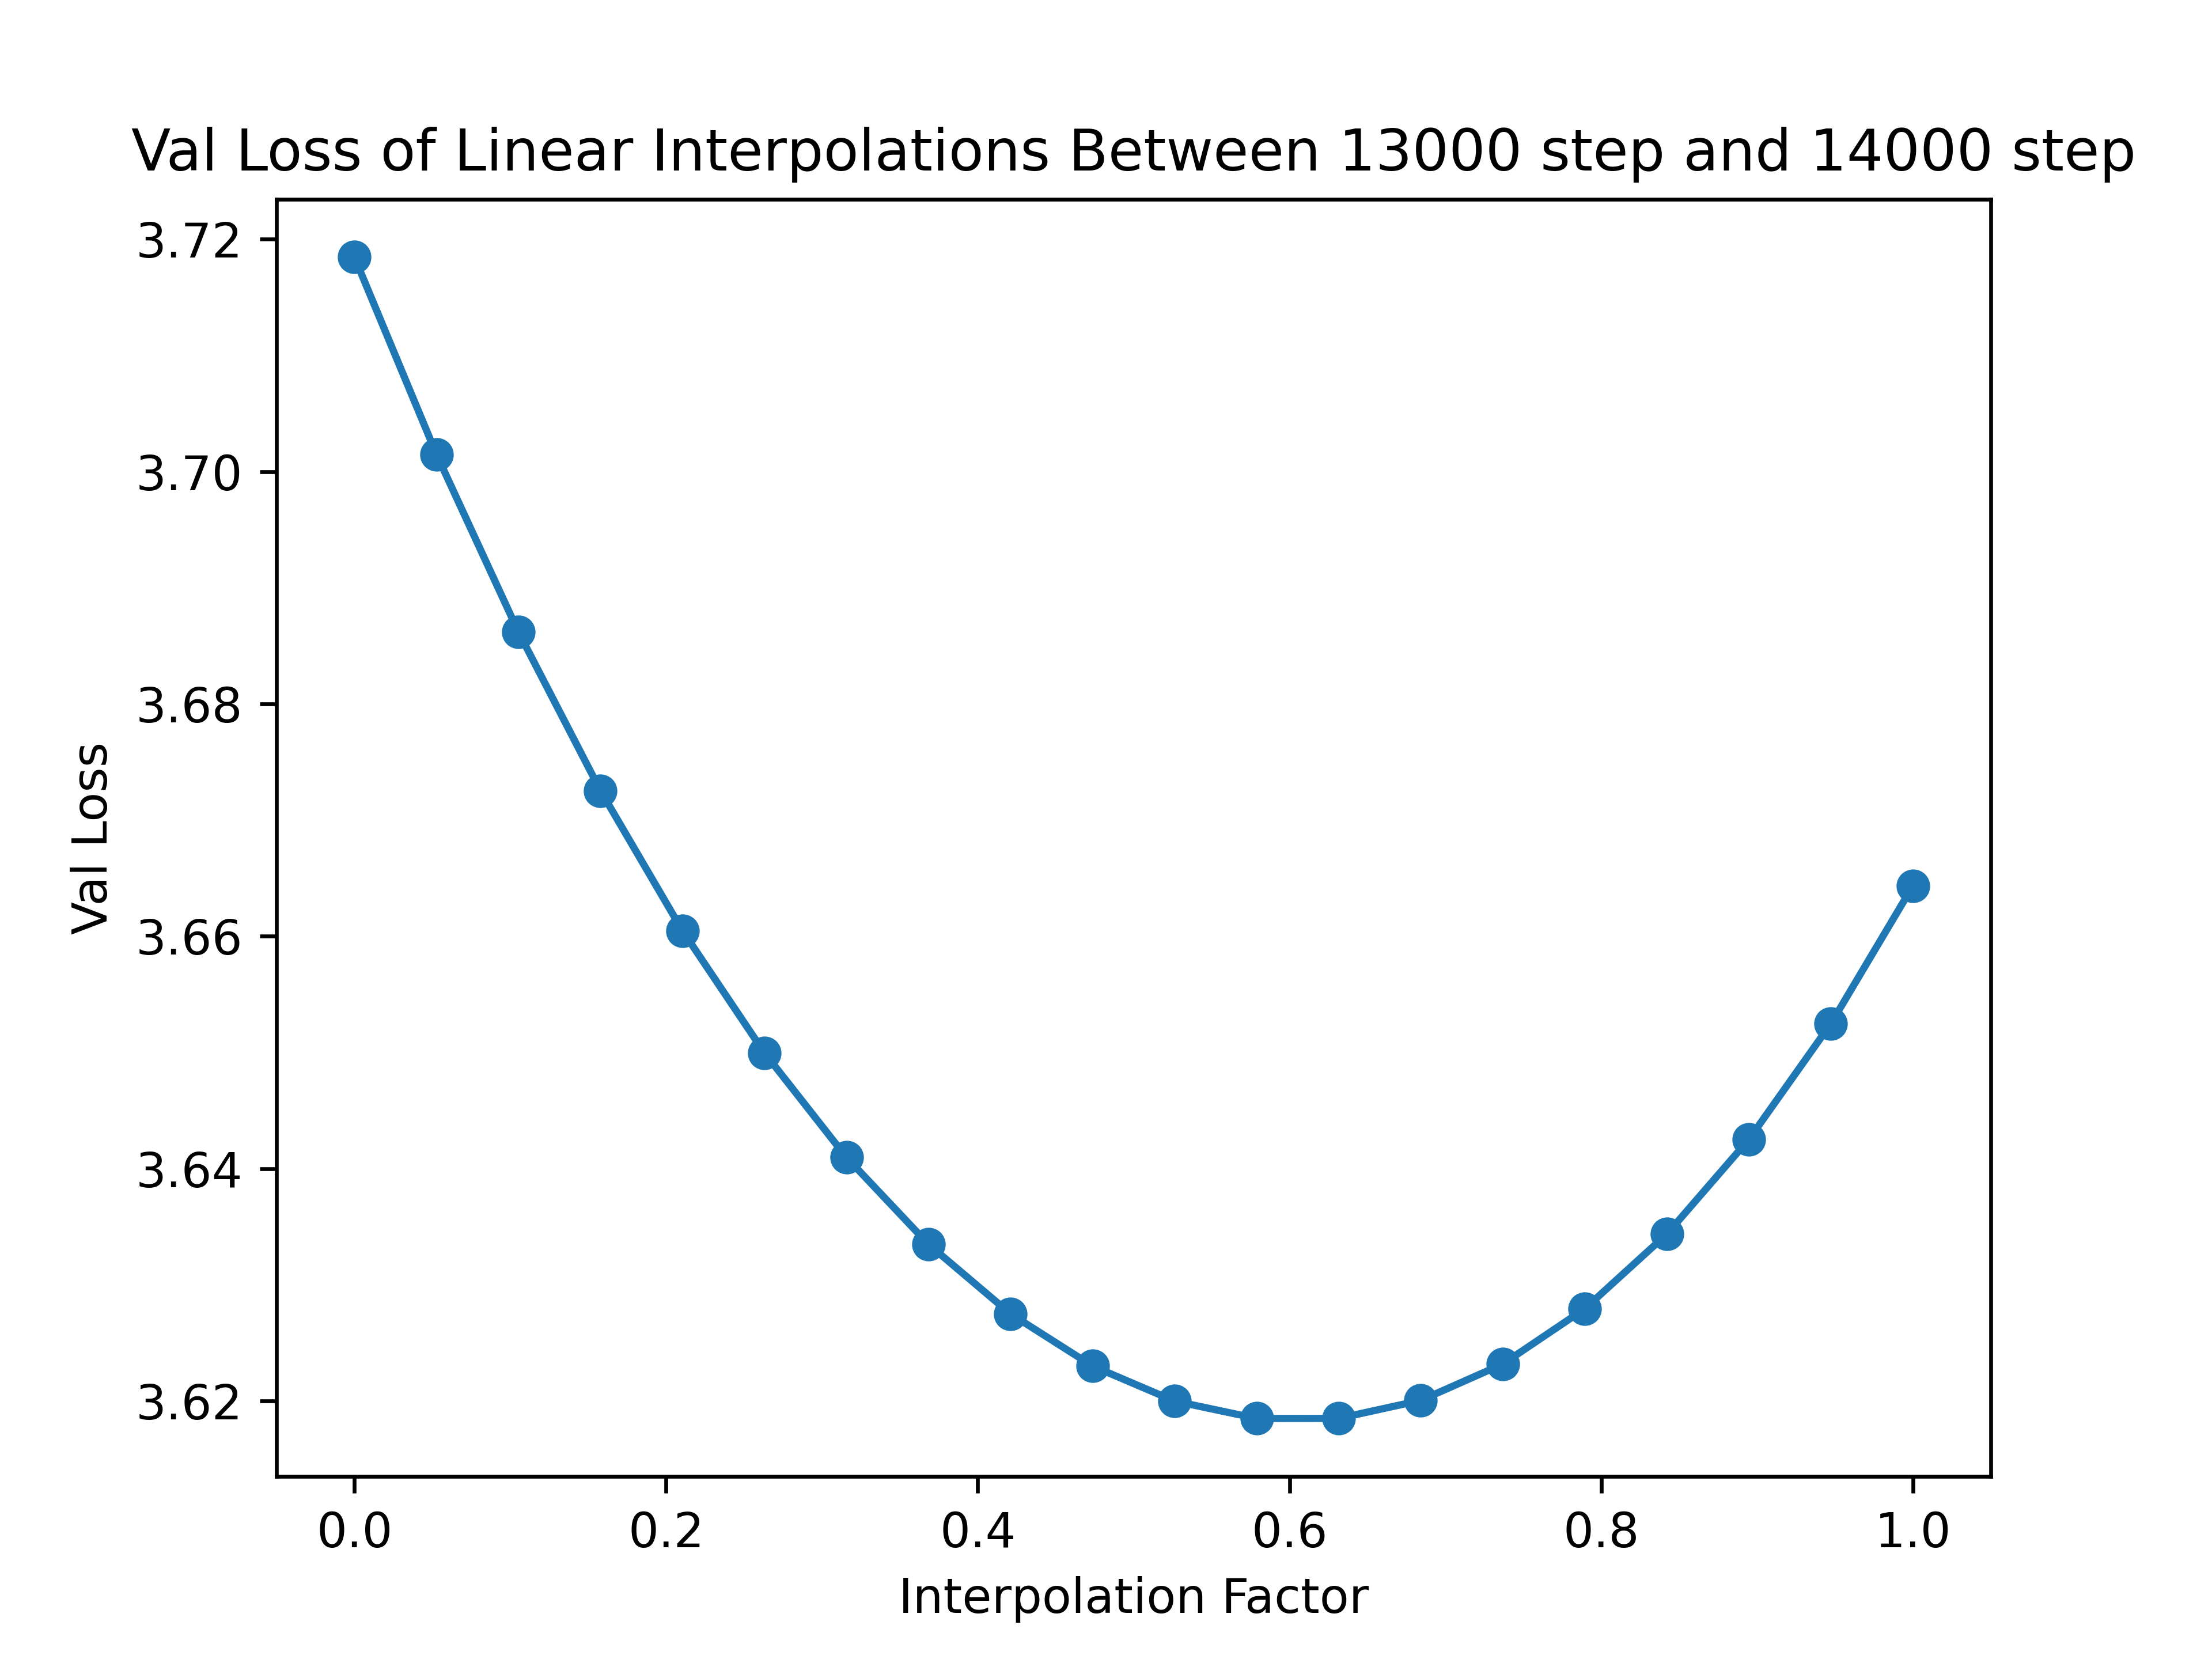 Val Loss of Linear Interpolations Between 13000 step and 14000 step
3.72
3.70
3.68
3.66
3.64
3.62
Val Loss
0.0 0.2 0.4 0.6 0.8 1.0
Interpolation Factor